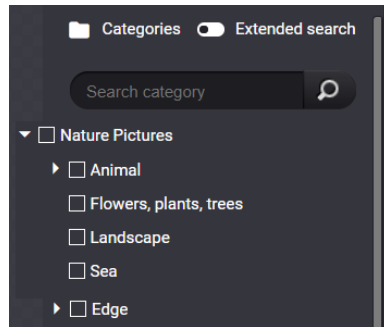 Categories Extended search
Search category
Nature Pictures
Animal
Flowers, plants, trees
Landscape
Sea
Edge